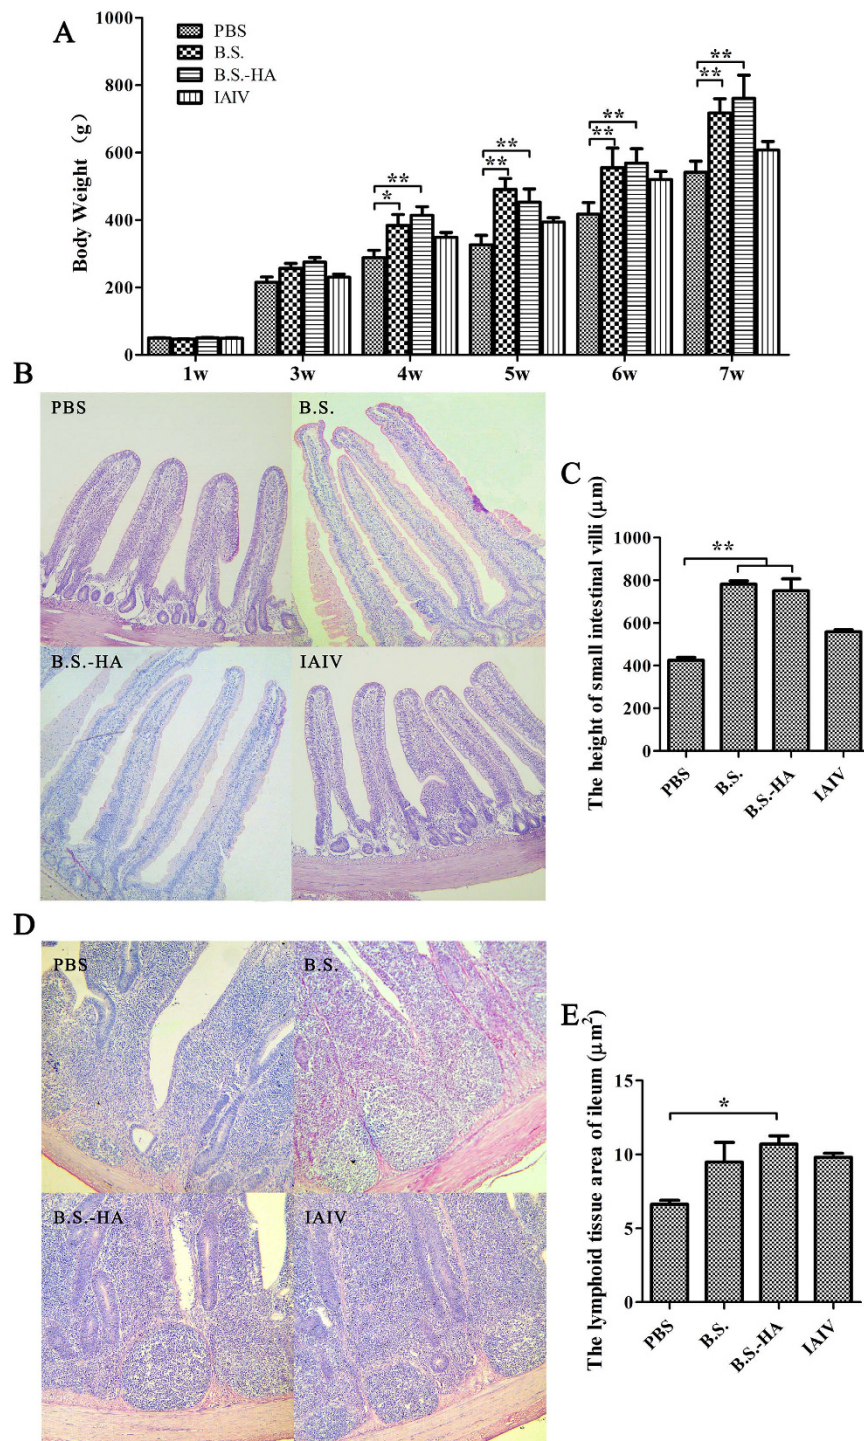 A
1000
800
600
400
200
0
Body Weight (g)
PBS
B.S.
B.S.-HA
IAIV
* ** ** ** ** ** ** **
1w 3w 4w 5w 6w 7w
B
PBS B.S.
B.S.-HA IAIV
C
The height of small intestinal villi (μm)
1000
800
600
400
200
0
**
PBS B.S. B.S.-HA IAIV
D
PBS B.S.
B.S.-HA IAIV
E
The lymphoid tissue area of ileum (μm²)
15
10
5
0
*
PBS B.S. B.S.-HA IAIV